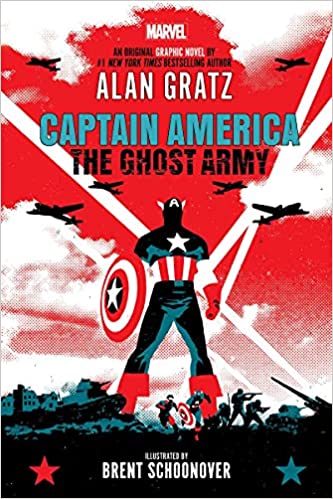 MARVEL
AN ORIGINAL GRAPHIC NOVEL BY
#1 NEW YORK TIMES BESTSELLING AUTHOR
ALAN GRATZ
CAPTAIN AMERICA
THE GHOST ARMY
ILLUSTRATED BY
BRENT SCHOONOVER